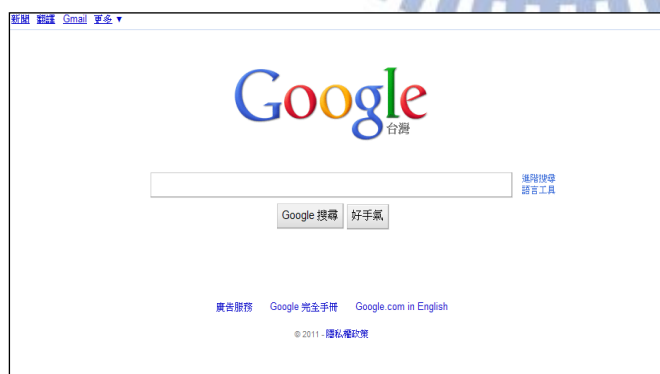 新聞 翻譯 Gmail 更多 ▼
Google
台灣
進階搜尋
語言工具
Google 搜尋 好手氣
廣告服務 Google 完全手冊 Google.com in English
© 2011 - 隱私權政策